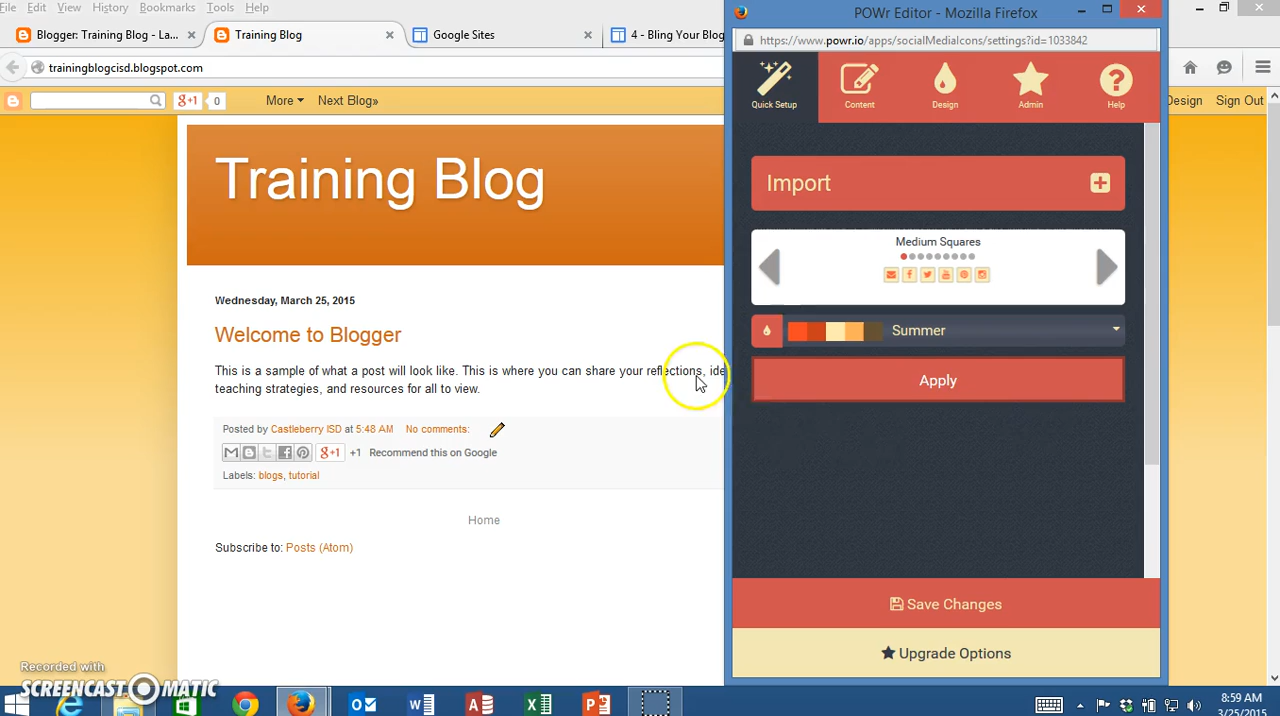 File Edit View History Bookmarks Tools Help
Blogger: Training Blog - La... × Training Blog × Google Sites × 4 - Bling Your Blog
trainingblogcisd.blogspot.com
g+1 0 More Next Blog» Design Sign Out
Training Blog
Wednesday, March 25, 2015
Welcome to Blogger
This is a sample of what a post will look like. This is where you can share your reflections, ide
teaching strategies, and resources for all to view.
Posted by Castleberry ISD at 5:48 AM No comments:
g+1 +1 Recommend this on Google
Labels: blogs, tutorial
Home
Subscribe to: Posts (Atom)
POWr Editor - Mozilla Firefox
https://www.powr.io/apps/socialMediaIcons/settings?id=1033842
Quick Setup Content Design Admin Help
Import
Medium Squares
Summer
Apply
Save Changes
Upgrade Options
Recorded with
SCREENCAST MATIC
8:59 AM
3/25/2015